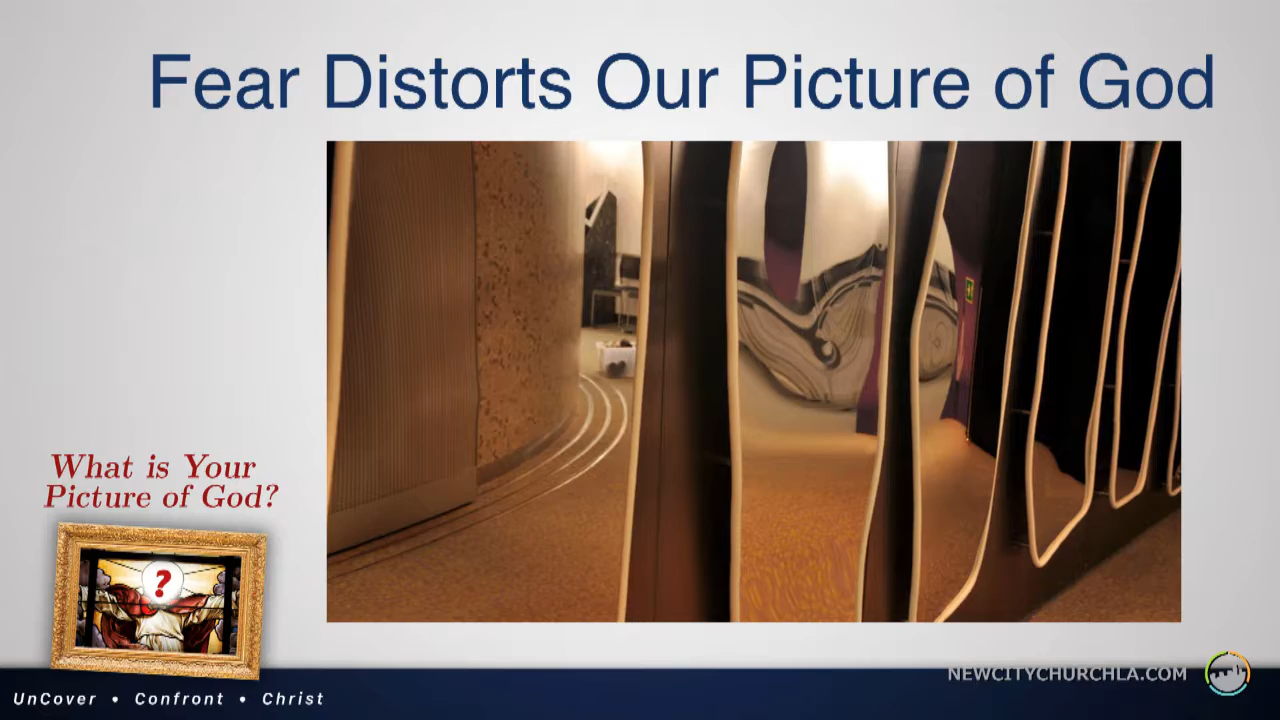 Fear Distorts Our Picture of God
What is Your
Picture of God?
?
NEWCITYCHURCHLA.COM
UnCover • Confront • Christ